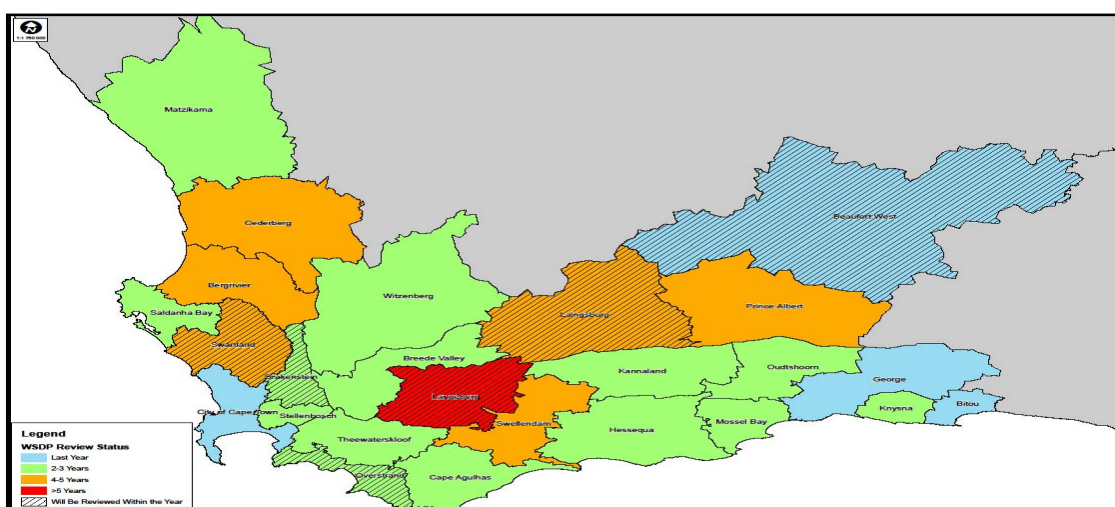 1:1 750 000
Matzikama
Cederberg
Beaufort West
Bergrivier
Witzenberg
Prince Albert
Saldanha Bay
Laingsburg
Swartland
Breede Valley
Oudtshoorn
Kannaland
Drakenstein
George
Bitou
Knysna
City of Cape Town
Stellenbosch
Mossel Bay
Swellendam
Hessequa
Theewaterskloof
Overstrand
Cape Agulhas
Legend
WSDP Review Status
Last Year
2-3 Years
4-5 Years
>5 Years
Will Be Reviewed Within the Year